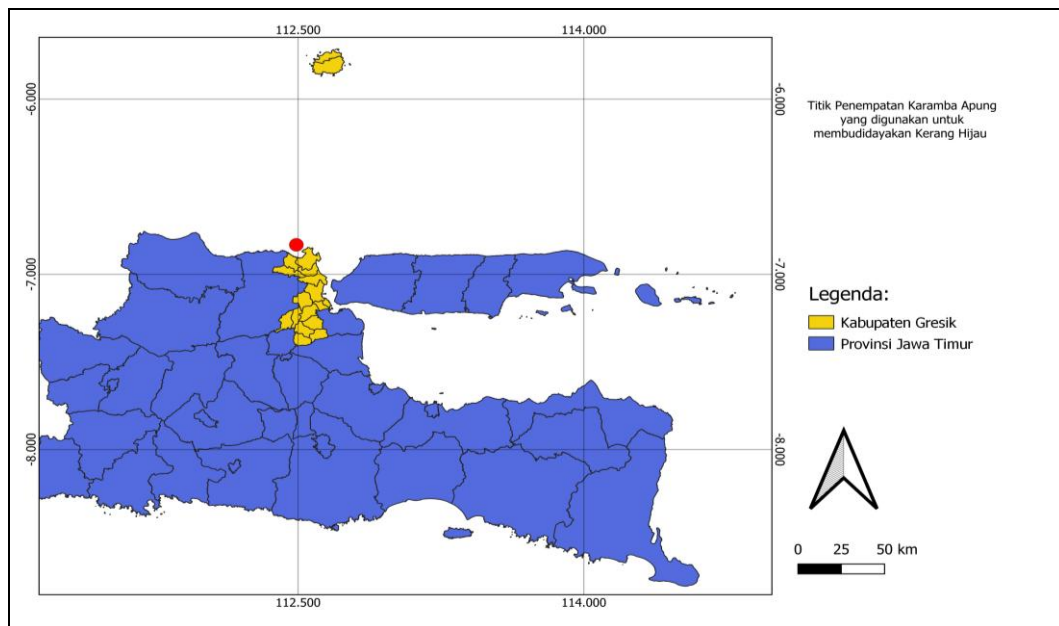 112.500 114.000
-6.000 -6.000
Titik Penempatan Karamba Apung
yang digunakan untuk
membudidayakan Kerang Hijau
-7.000 -7.000
Legenda:
Kabupaten Gresik
Provinsi Jawa Timur
-8.000 -8.000
0 25 50 km
112.500 114.000